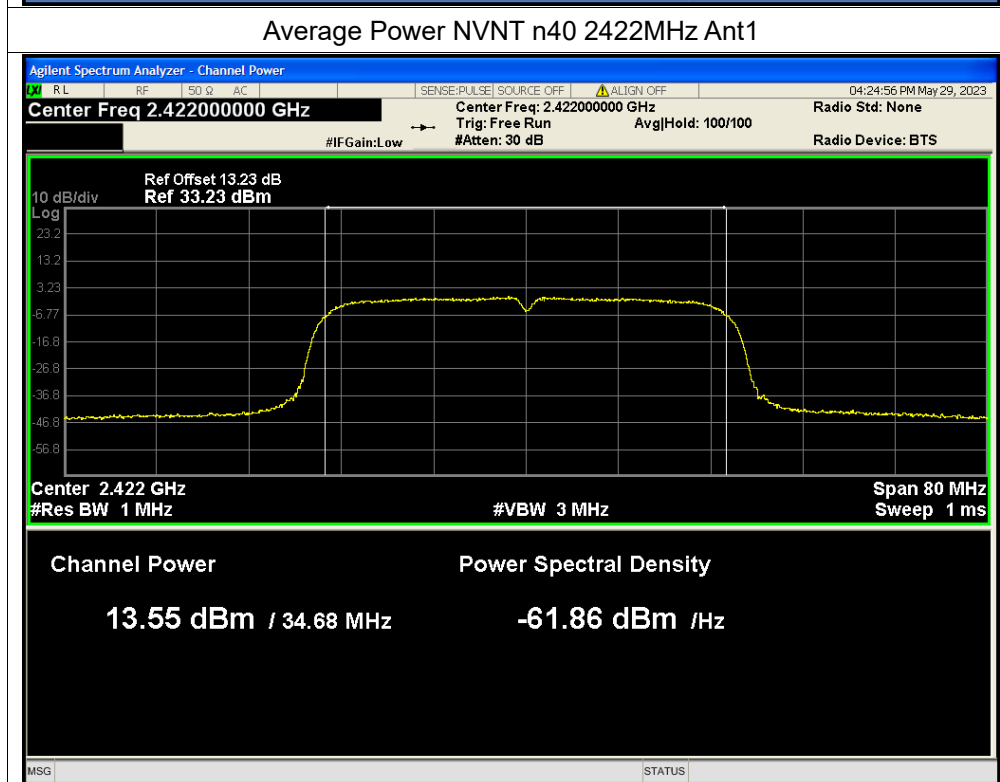 Average Power NVNT n40 2422MHz Ant1
Agilent Spectrum Analyzer - Channel Power
LXI RL RF 50 Ω AC SENSE:PULSE SOURCE OFF ALIGN OFF 04:24:56 PM May 29, 2023
Center Freq 2.422000000 GHz Center Freq: 2.422000000 GHz Radio Std: None
Trig: Free Run Avg|Hold: 100/100
#IFGain:Low #Atten: 30 dB Radio Device: BTS
Ref Offset 13.23 dB
10 dB/div Ref 33.23 dBm
Log
23.2
13.2
3.23
-6.77
-16.8
-26.8
-36.8
-46.8
-56.8
Center 2.422 GHz Span 80 MHz
#Res BW 1 MHz #VBW 3 MHz Sweep 1 ms
Channel Power Power Spectral Density
13.55 dBm / 34.68 MHz -61.86 dBm /Hz
MSG STATUS